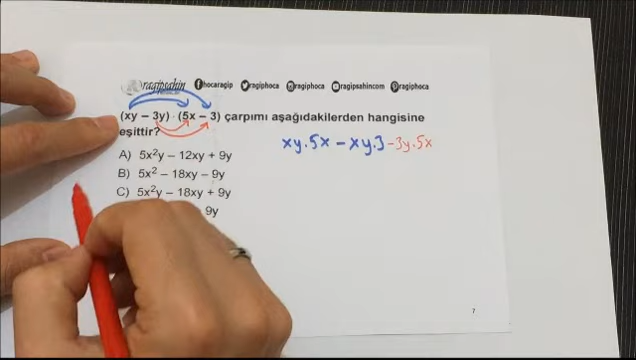 ragipsahin hocaragip ragiphoca ragiphoca ragipsahincom ragiphoca
(xy – 3y) · (5x – 3) çarpımı aşağıdakilerden hangisine
eşittir?
xy.5x – xy.3 -3y.5x
A) 5x²y – 12xy + 9y
B) 5x² – 18xy – 9y
C) 5x²y – 18xy + 9y
9y
7